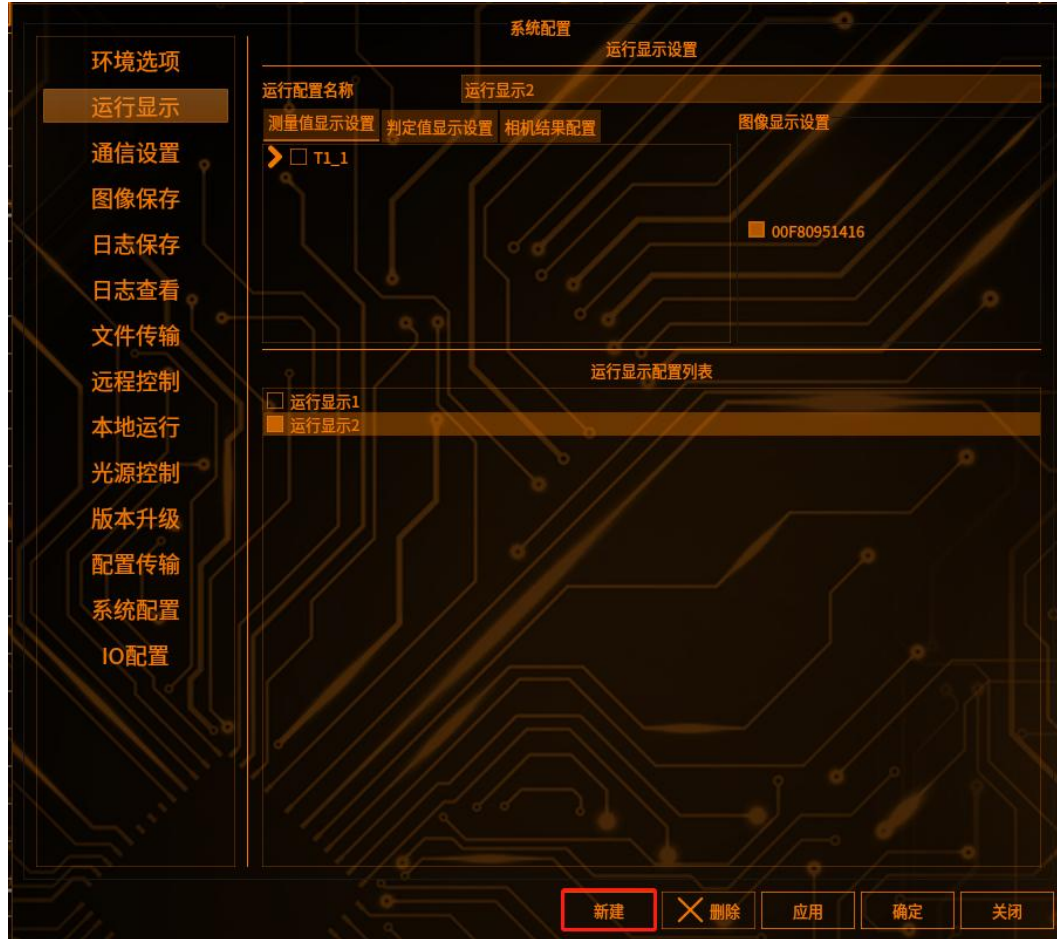 系统配置
环境选项
运行显示
通信设置
图像保存
日志保存
日志查看
文件传输
远程控制
本地运行
光源控制
版本升级
配置传输
系统配置
IO配置
运行显示设置
运行配置名称 运行显示2
测量值显示设置 判定值显示设置 相机结果配置
T1_1
图像显示设置
00F80951416
运行显示配置列表
运行显示1
运行显示2
新建 删除 应用 确定 关闭